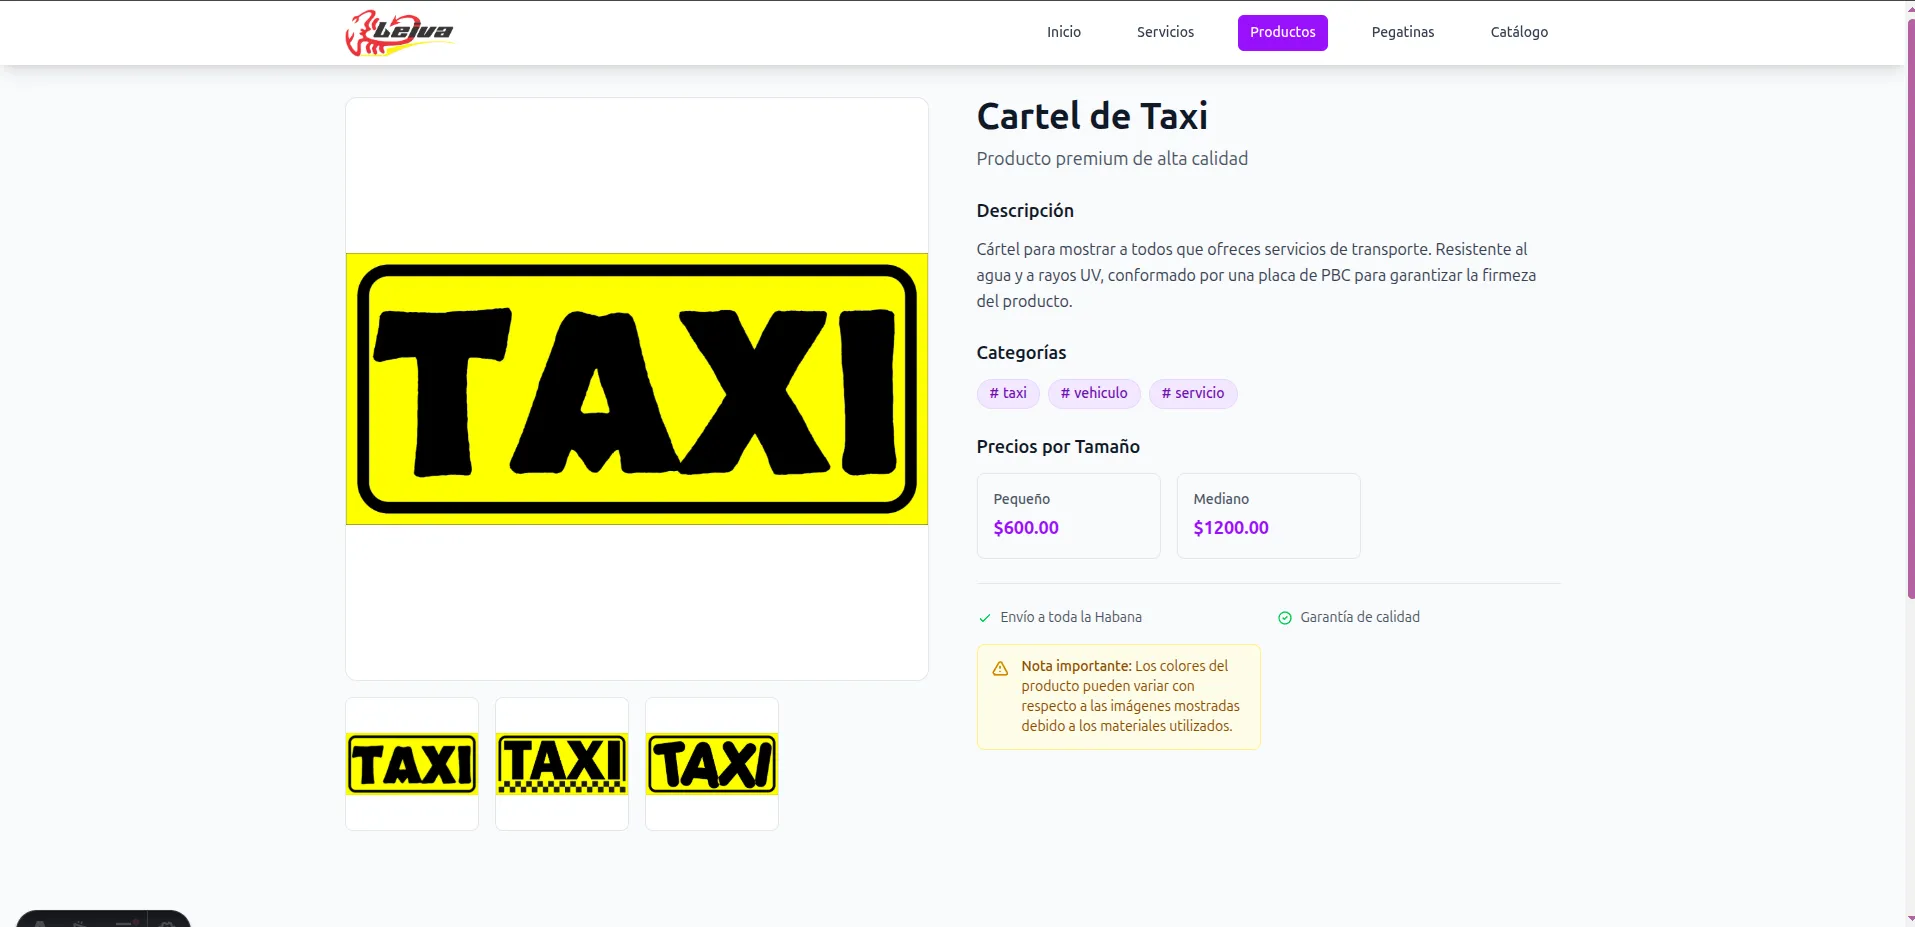 Leiva
Inicio
Servicios
Productos
Pegatinas
Catálogo
TAXI
TAXI
TAXI
TAXI
Cartel de Taxi
Producto premium de alta calidad
Descripción
Cártel para mostrar a todos que ofreces servicios de transporte. Resistente al
agua y a rayos UV, conformado por una placa de PBC para garantizar la firmeza
del producto.
Categorías
# taxi
# vehiculo
# servicio
Precios por Tamaño
Pequeño
$600.00
Mediano
$1200.00
Envío a toda la Habana
Garantía de calidad
Nota importante: Los colores del
producto pueden variar con
respecto a las imágenes mostradas
debido a los materiales utilizados.